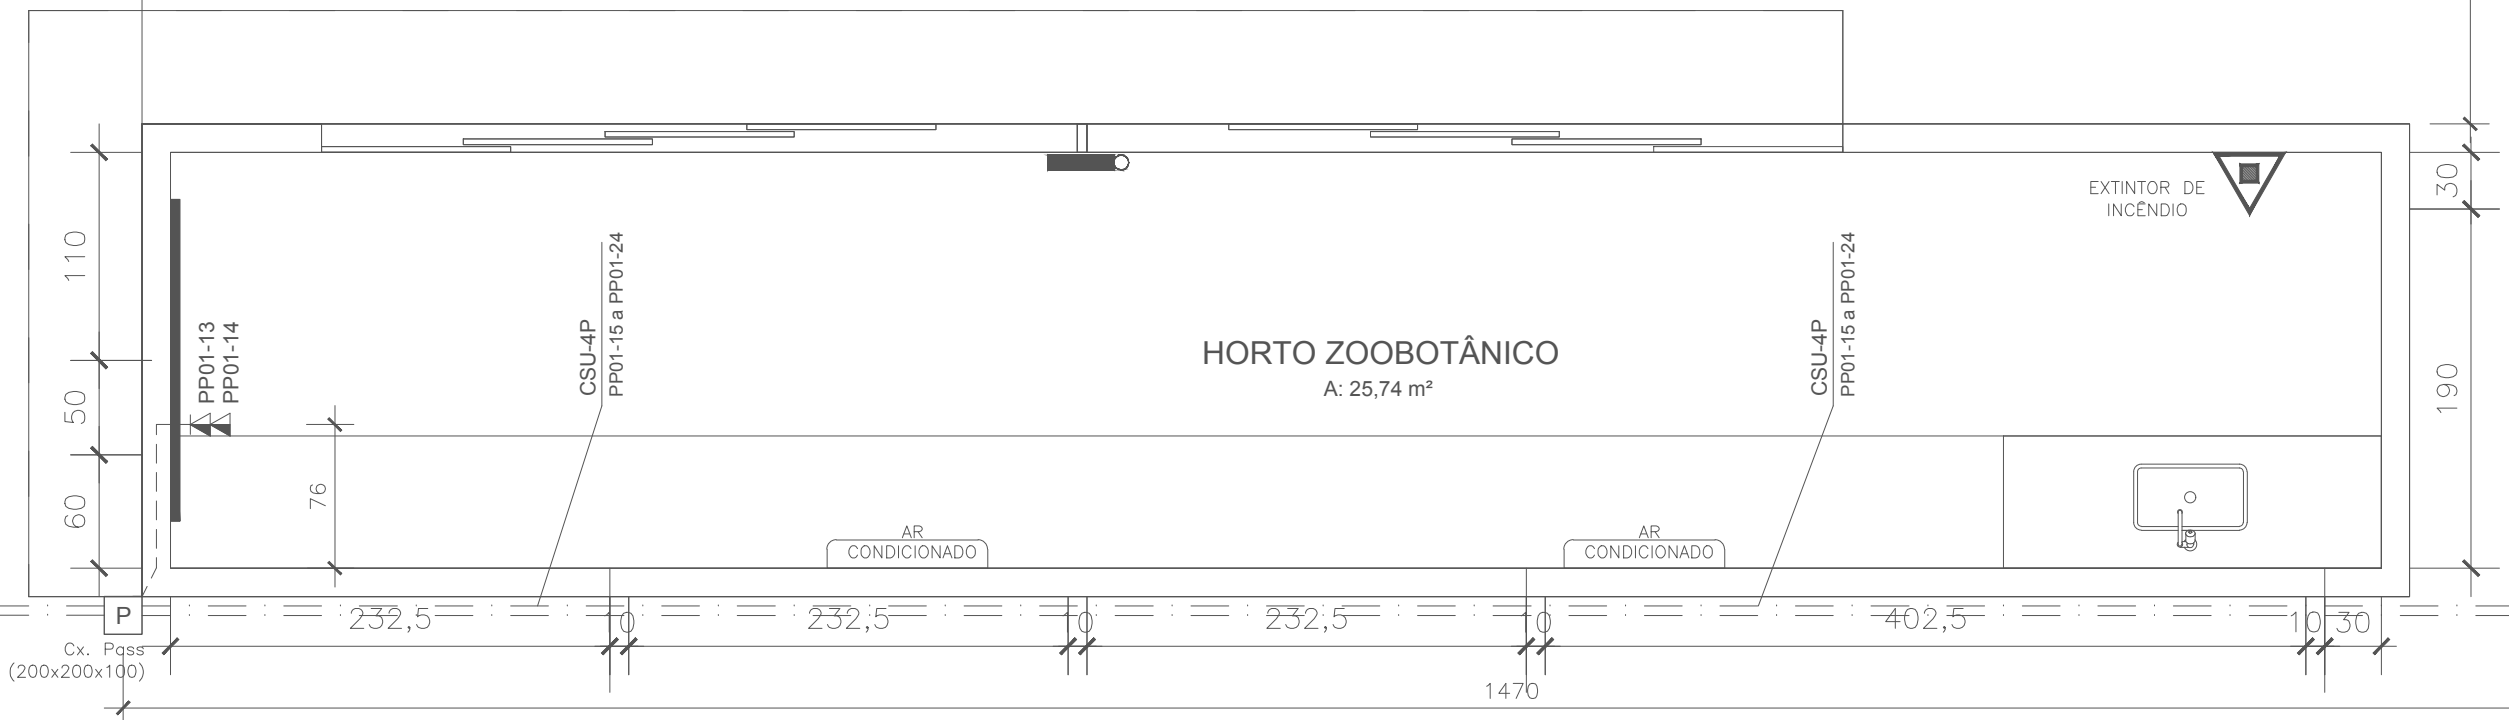 EXTINTOR DE
INCÊNDIO
30
110
190
50
60
PP01-13
PP01-14
CSU-4P
PP01-15 a PP01-24
HORTO ZOOBOTÂNICO
A: 25,74 m²
CSU-4P
PP01-15 a PP01-24
76
AR
CONDICIONADO
AR
CONDICIONADO
P
Cx. Pass
(200x200x100)
232,5
10
232,5
10
232,5
10
402,5
10
30
1470